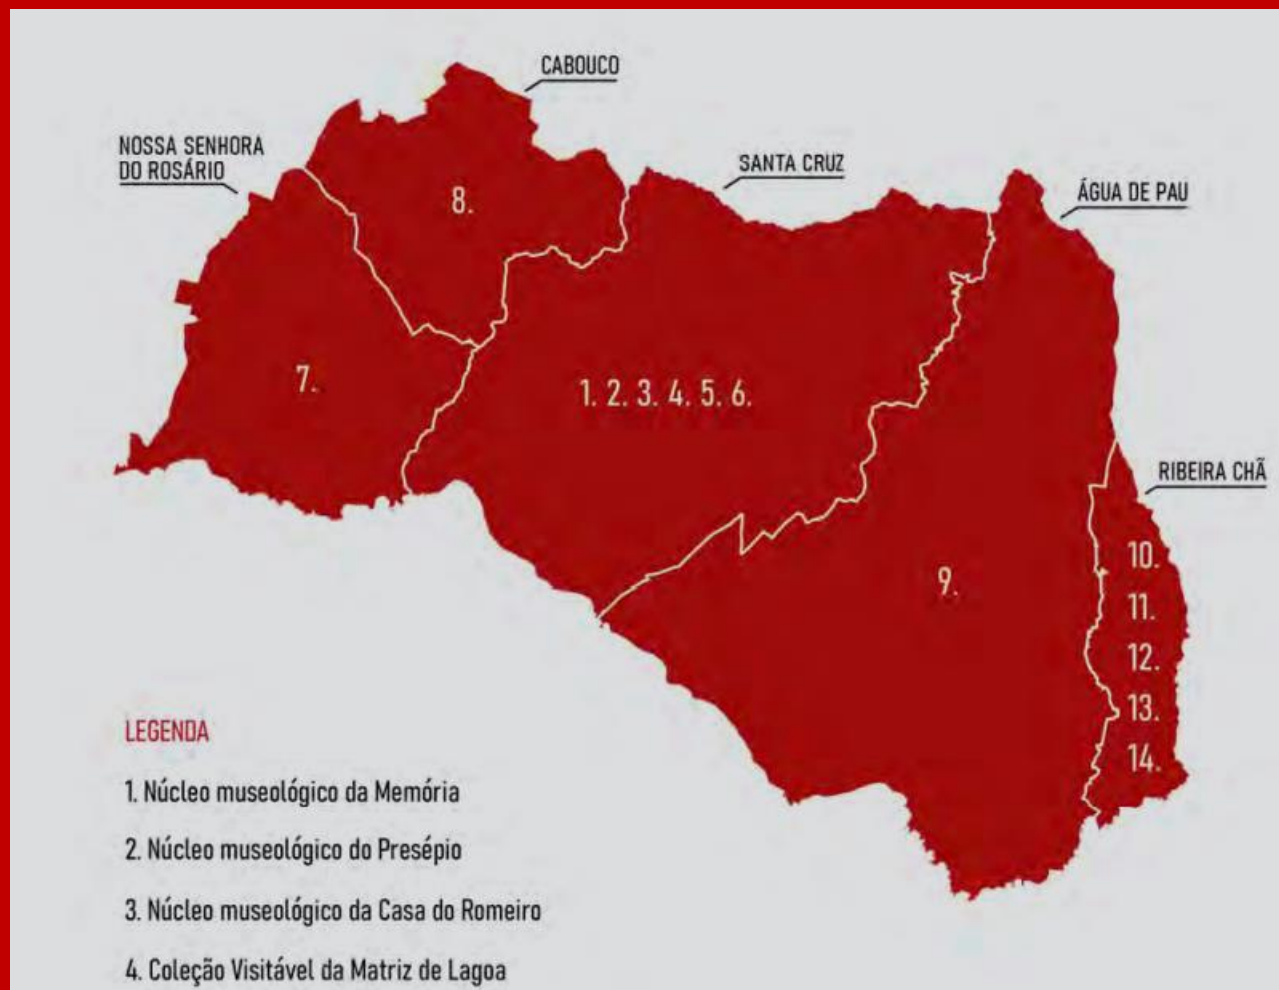 CABOUCO
NOSSA SENHORA
DO ROSÁRIO
SANTA CRUZ
ÁGUA DE PAU
8.
7.
1. 2. 3. 4. 5. 6.
RIBEIRA CHÃ
9.
10.
11.
12.
13.
14.
LEGENDA
1. Núcleo museológico da Memória
2. Núcleo museológico do Presépio
3. Núcleo museológico da Casa do Romeiro
4. Coleção Visitável da Matriz de Lagoa